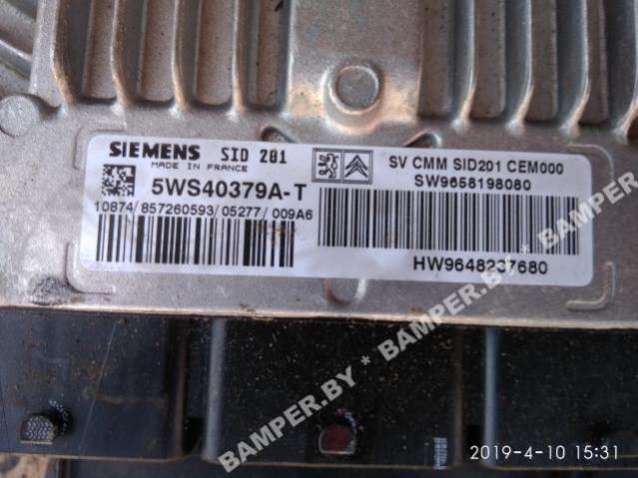 SIEMENS SID 201
MADE IN FRANCE
5WS40379A-T
10874/857260593/05277/009A6
SV CMM SID201 CEM000
SW9658198080
HW9648237680
BAMPER.BY * BAMPER.BY * BAMPER.BY
2019-4-10 15:31